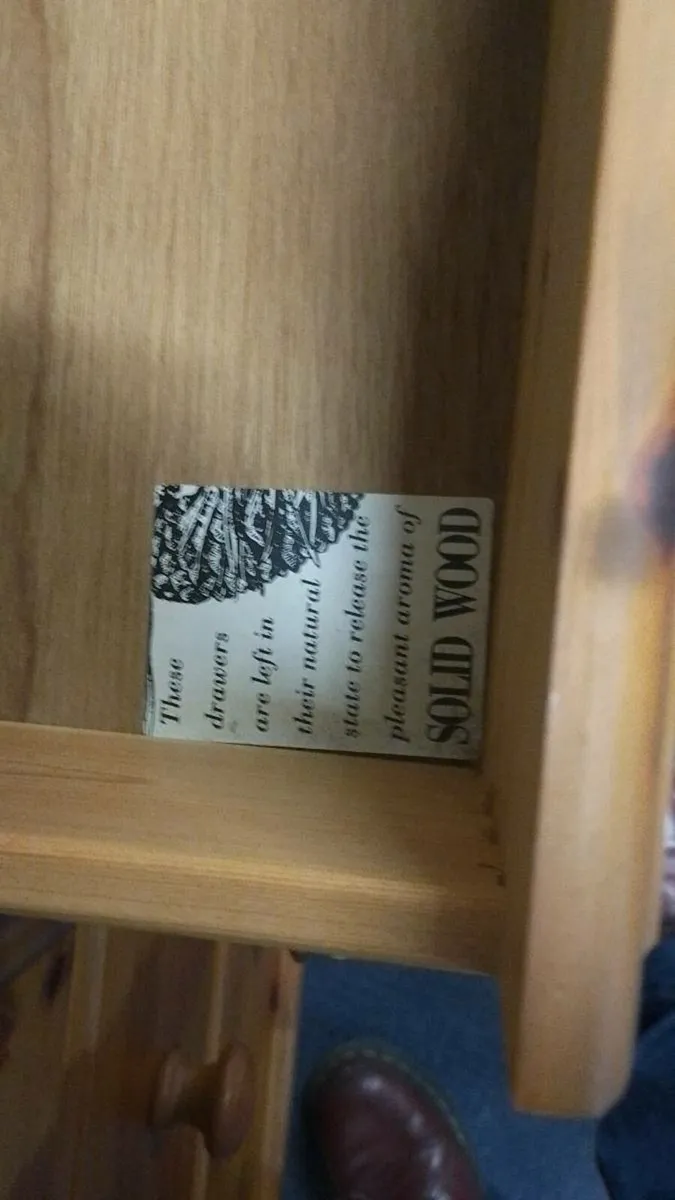 These
drawers
are left in
their natural
state to release the
pleasant aroma of
SOLID WOOD